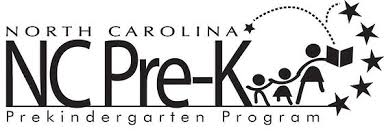 NORTH CAROLINA
NC Pre-K
Prekindergarten Program